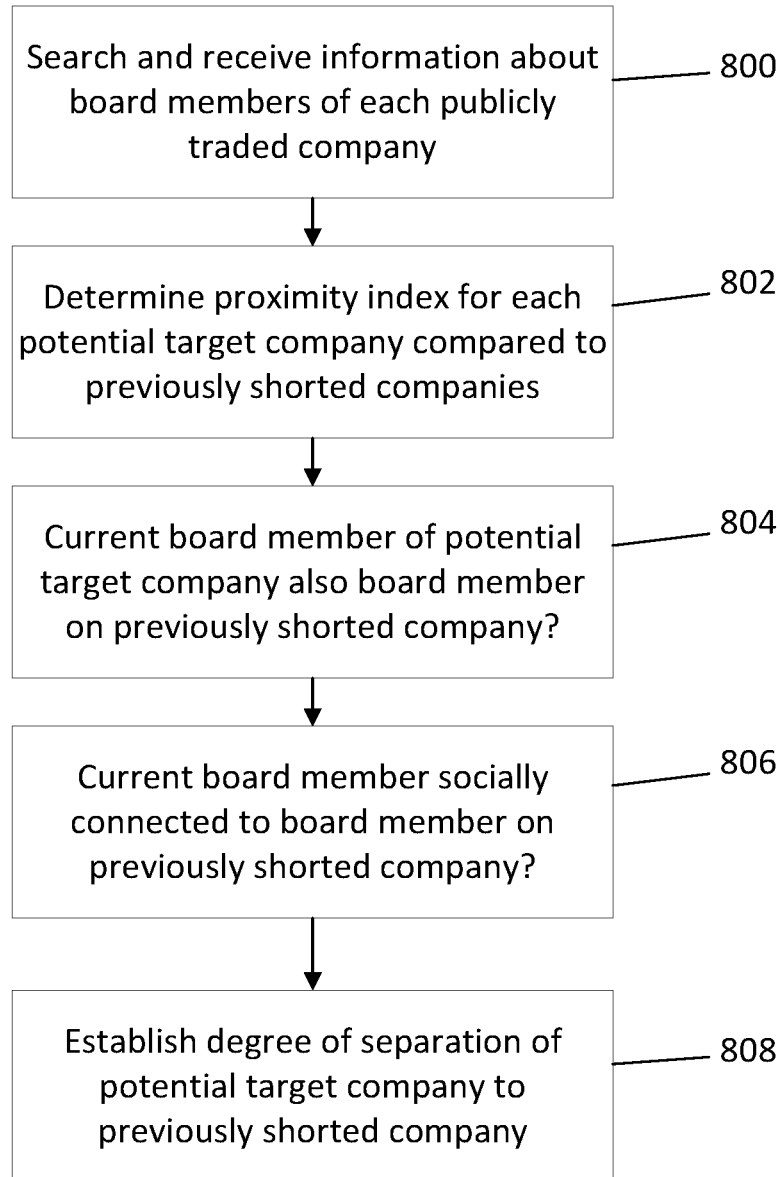 Search and receive information about
board members of each publicly
traded company
800
Determine proximity index for each
potential target company compared to
previously shorted companies
802
Current board member of potential
target company also board member
on previously shorted company?
804
Current board member socially
connected to board member on
previously shorted company?
806
Establish degree of separation of
potential target company to
previously shorted company
808